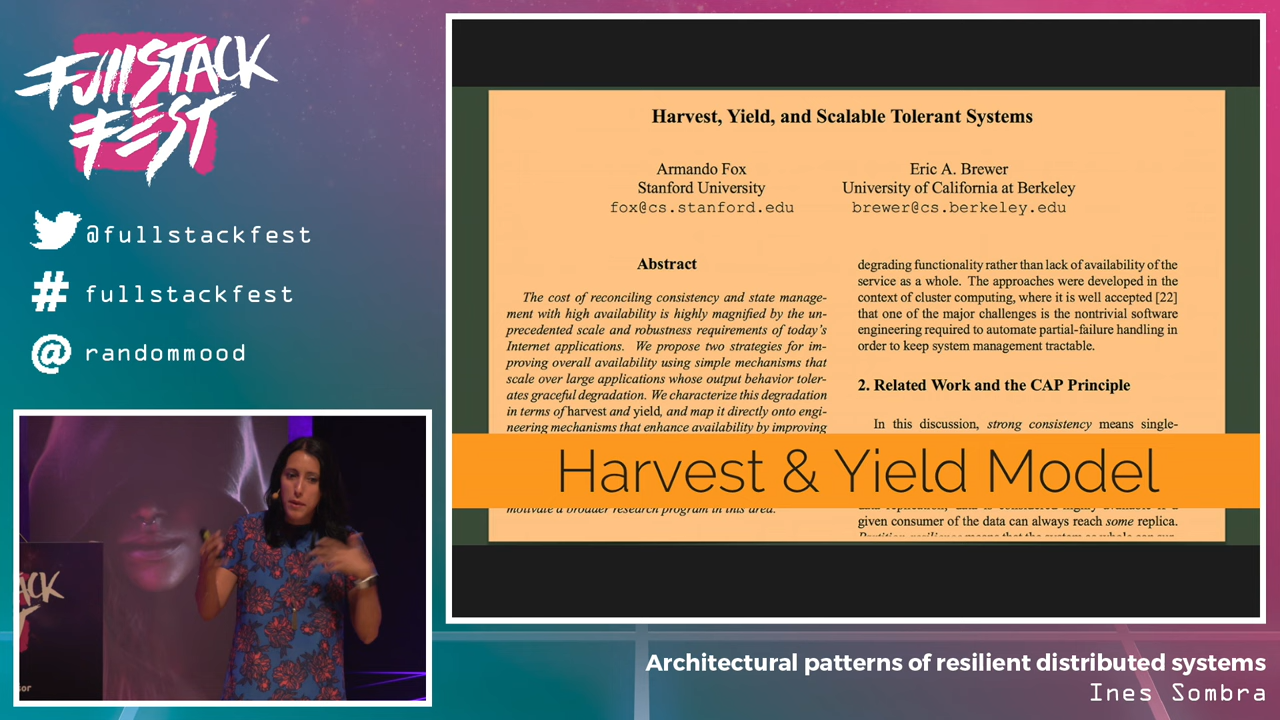 FullSTACK
FEST
@fullstackfest
# fullstackfest
@ randommood
ACK
T
sor
Harvest, Yield, and Scalable Tolerant Systems
Armando Fox
Stanford University
fox@cs.stanford.edu
Eric A. Brewer
University of California at Berkeley
brewer@cs.berkeley.edu
Abstract
The cost of reconciling consistency and state manage-
ment with high availability is highly magnified by the un-
precedented scale and robustness requirements of today's
Internet applications. We propose two strategies for im-
proving overall availability using simple mechanisms that
scale over large applications whose output behavior toler-
ates graceful degradation. We characterize this degradation
in terms of harvest and yield, and map it directly onto engi-
neering mechanisms that enhance availability by improving
motivate a broader research program in this area.
degrading functionality rather than lack of availability of the
service as a whole. The approaches were developed in the
context of cluster computing, where it is well accepted [22]
that one of the major challenges is the nontrivial software
engineering required to automate partial-failure handling in
order to keep system management tractable.
2. Related Work and the CAP Principle
In this discussion, strong consistency means single-
given consumer of the data can always reach some replica.
Harvest & Yield Model
Architectural patterns of resilient distributed systems
Ines Sombra